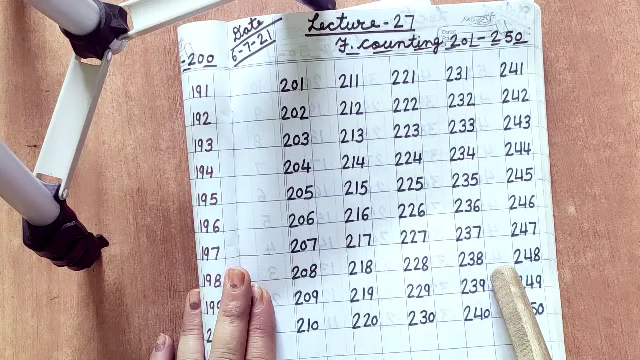 Date
6-7-21
Lecture-27
F. counting 201-250
-200
191 201 211 221 231 241
192 202 212 222 232 242
193 203 213 223 233 243
194 204 214 224 234 244
195 205 215 225 235 245
196 206 216 226 236 246
197 207 217 227 237 247
198 208 218 228 238 248
209 219 229 239 249
210 220 230 240